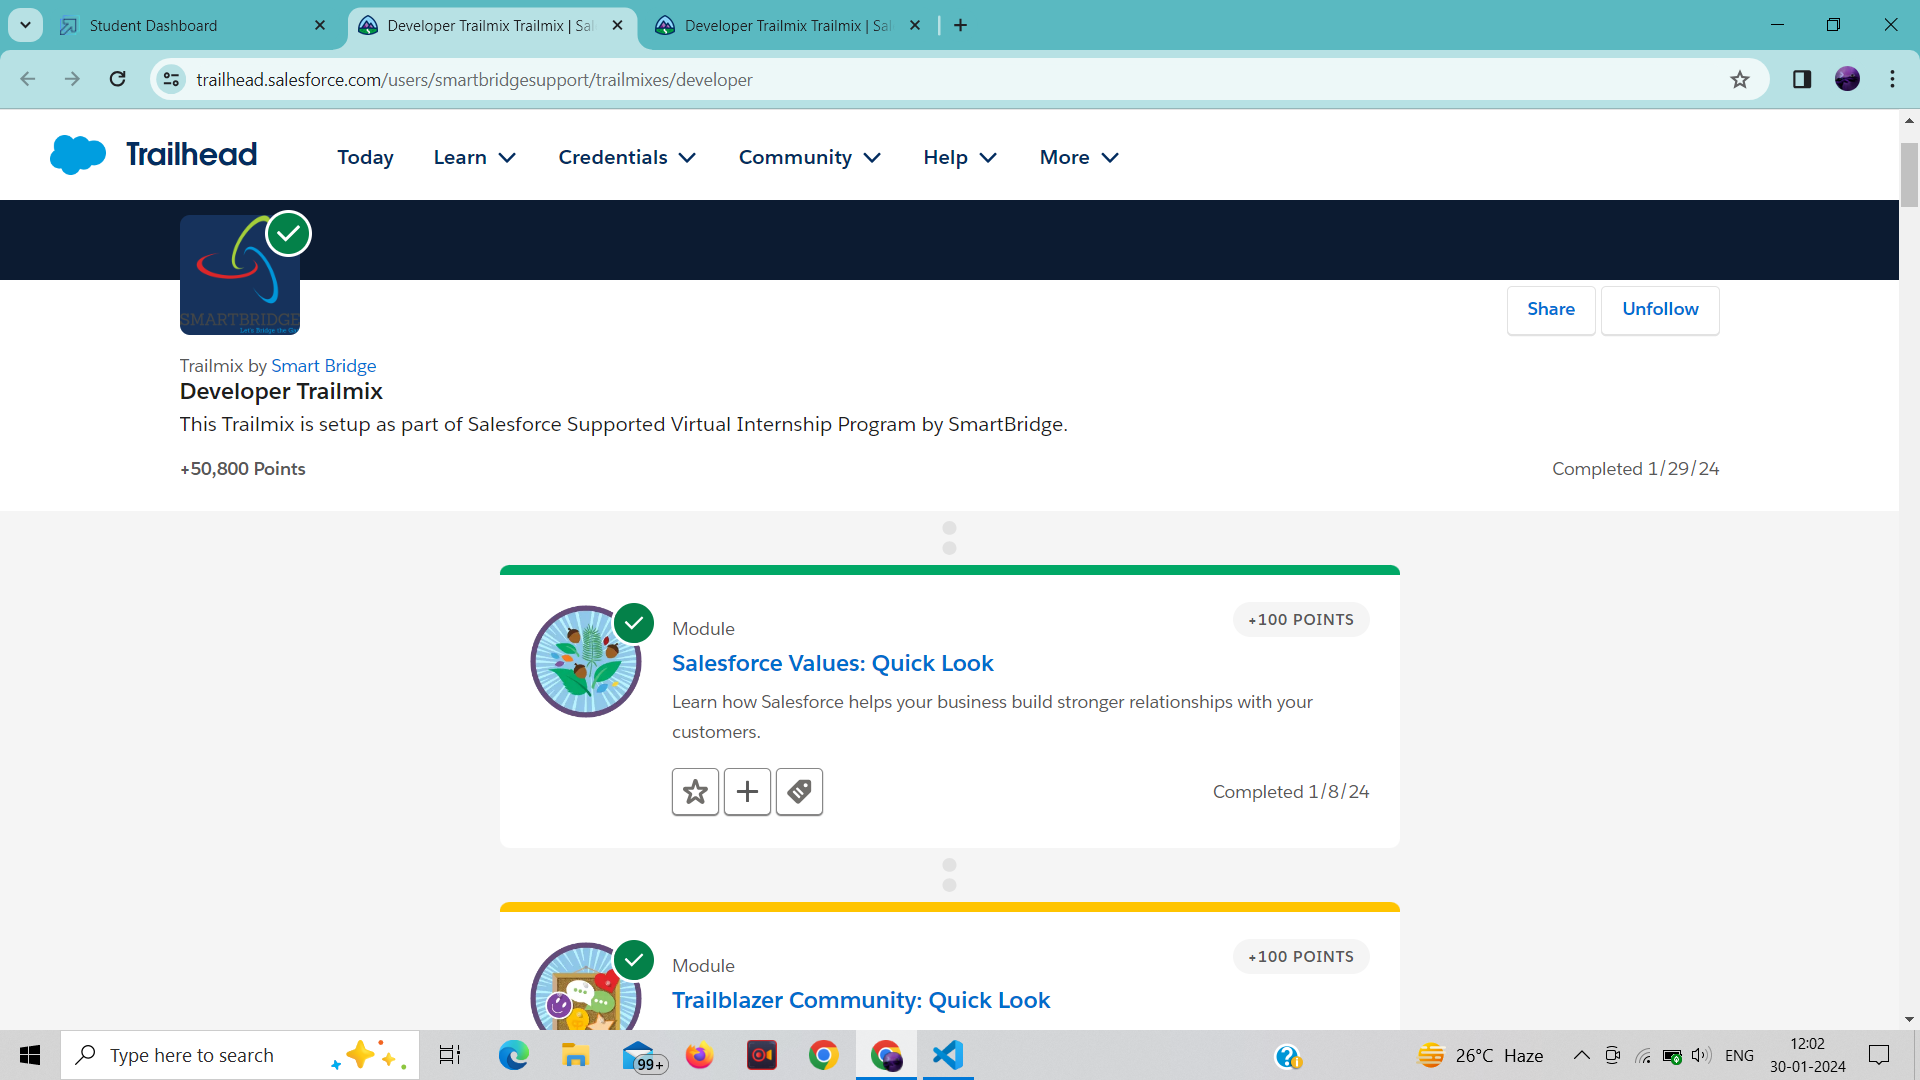 Student Dashboard
Developer Trailmix Trailmix | Sal
Developer Trailmix Trailmix | Sal
trailhead.salesforce.com/users/smartbridgesupport/trailmixes/developer
Trailhead
Today
Learn
Credentials
Community
Help
More
SMARTBRIDGE
Let's Bridge the Ga
Share
Unfollow
Trailmix by Smart Bridge
Developer Trailmix
This Trailmix is setup as part of Salesforce Supported Virtual Internship Program by SmartBridge.
+50,800 Points
Completed 1/29/24
+100 POINTS
Module
Salesforce Values: Quick Look
Learn how Salesforce helps your business build stronger relationships with your
customers.
Completed 1/8/24
+100 POINTS
Module
Trailblazer Community: Quick Look
Type here to search
99+
26°C Haze
ENG
12:02
30-01-2024